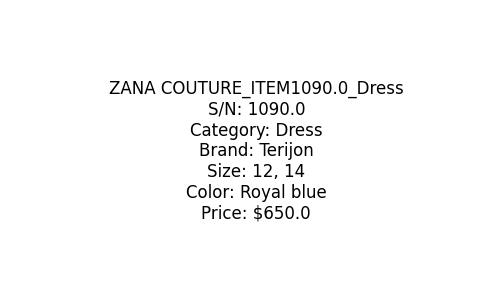 ZANA COUTURE_ITEM1090.0_Dress
S/N: 1090.0
Category: Dress
Brand: Terijon
Size: 12, 14
Color: Royal blue
Price: $650.0